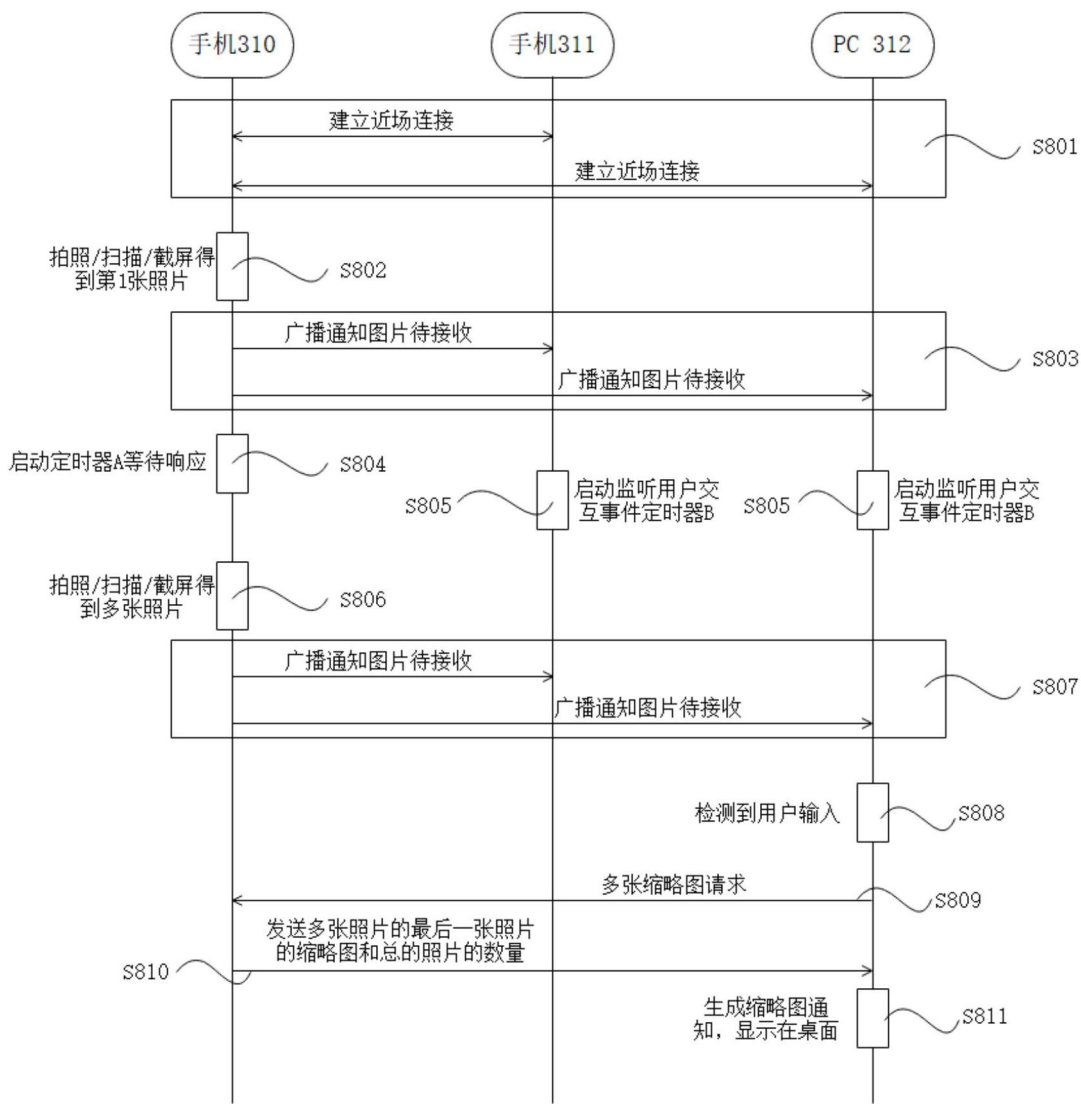 手机310
手机311
PC 312
建立近场连接
S801
建立近场连接
拍照/扫描/截屏得
到第1张照片
S802
广播通知图片待接收
S803
广播通知图片待接收
启动定时器A等待响应
S804
S805
启动监听用户交
互事件定时器B
S805
启动监听用户交
互事件定时器B
拍照/扫描/截屏得
到多张照片
S806
广播通知图片待接收
S807
广播通知图片待接收
检测到用户输入
S808
多张缩略图请求
S809
发送多张照片的最后一张照片
的缩略图和总的照片的数量
S810
生成缩略图通
知，显示在桌面
S811